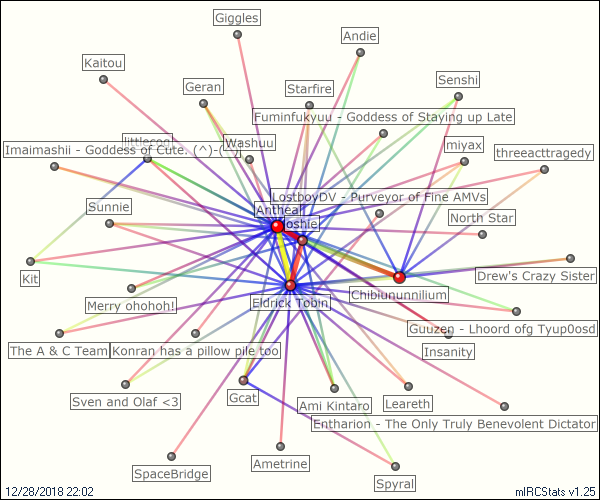 Giggles
Andie
Kaitou
Senshi
Geran
Starfire
Fuminfukyuu - Goddess of Staying up Late
Washuu
miyax
Imaimashii - Goddess of Cute. (^)-(
threeacttragedy
LostboyDV - Purveyor of Fine AMVs
Sunnie
Antheal
North Star
Kit
Drew's Crazy Sister
Merry ohohoh!
Eldrick Tobin
Chibiununnilium
Guuzen - Lhoord ofg Tyup0osd
The A & C Team
Konran has a pillow pile too
Insanity
Sven and Olaf <3
Gcat
Ami Kintaro
Leareth
Entharion - The Only Truly Benevolent Dictator
SpaceBridge
Ametrine
Spyral
12/28/2018 22:02
mIRCStats v1.25